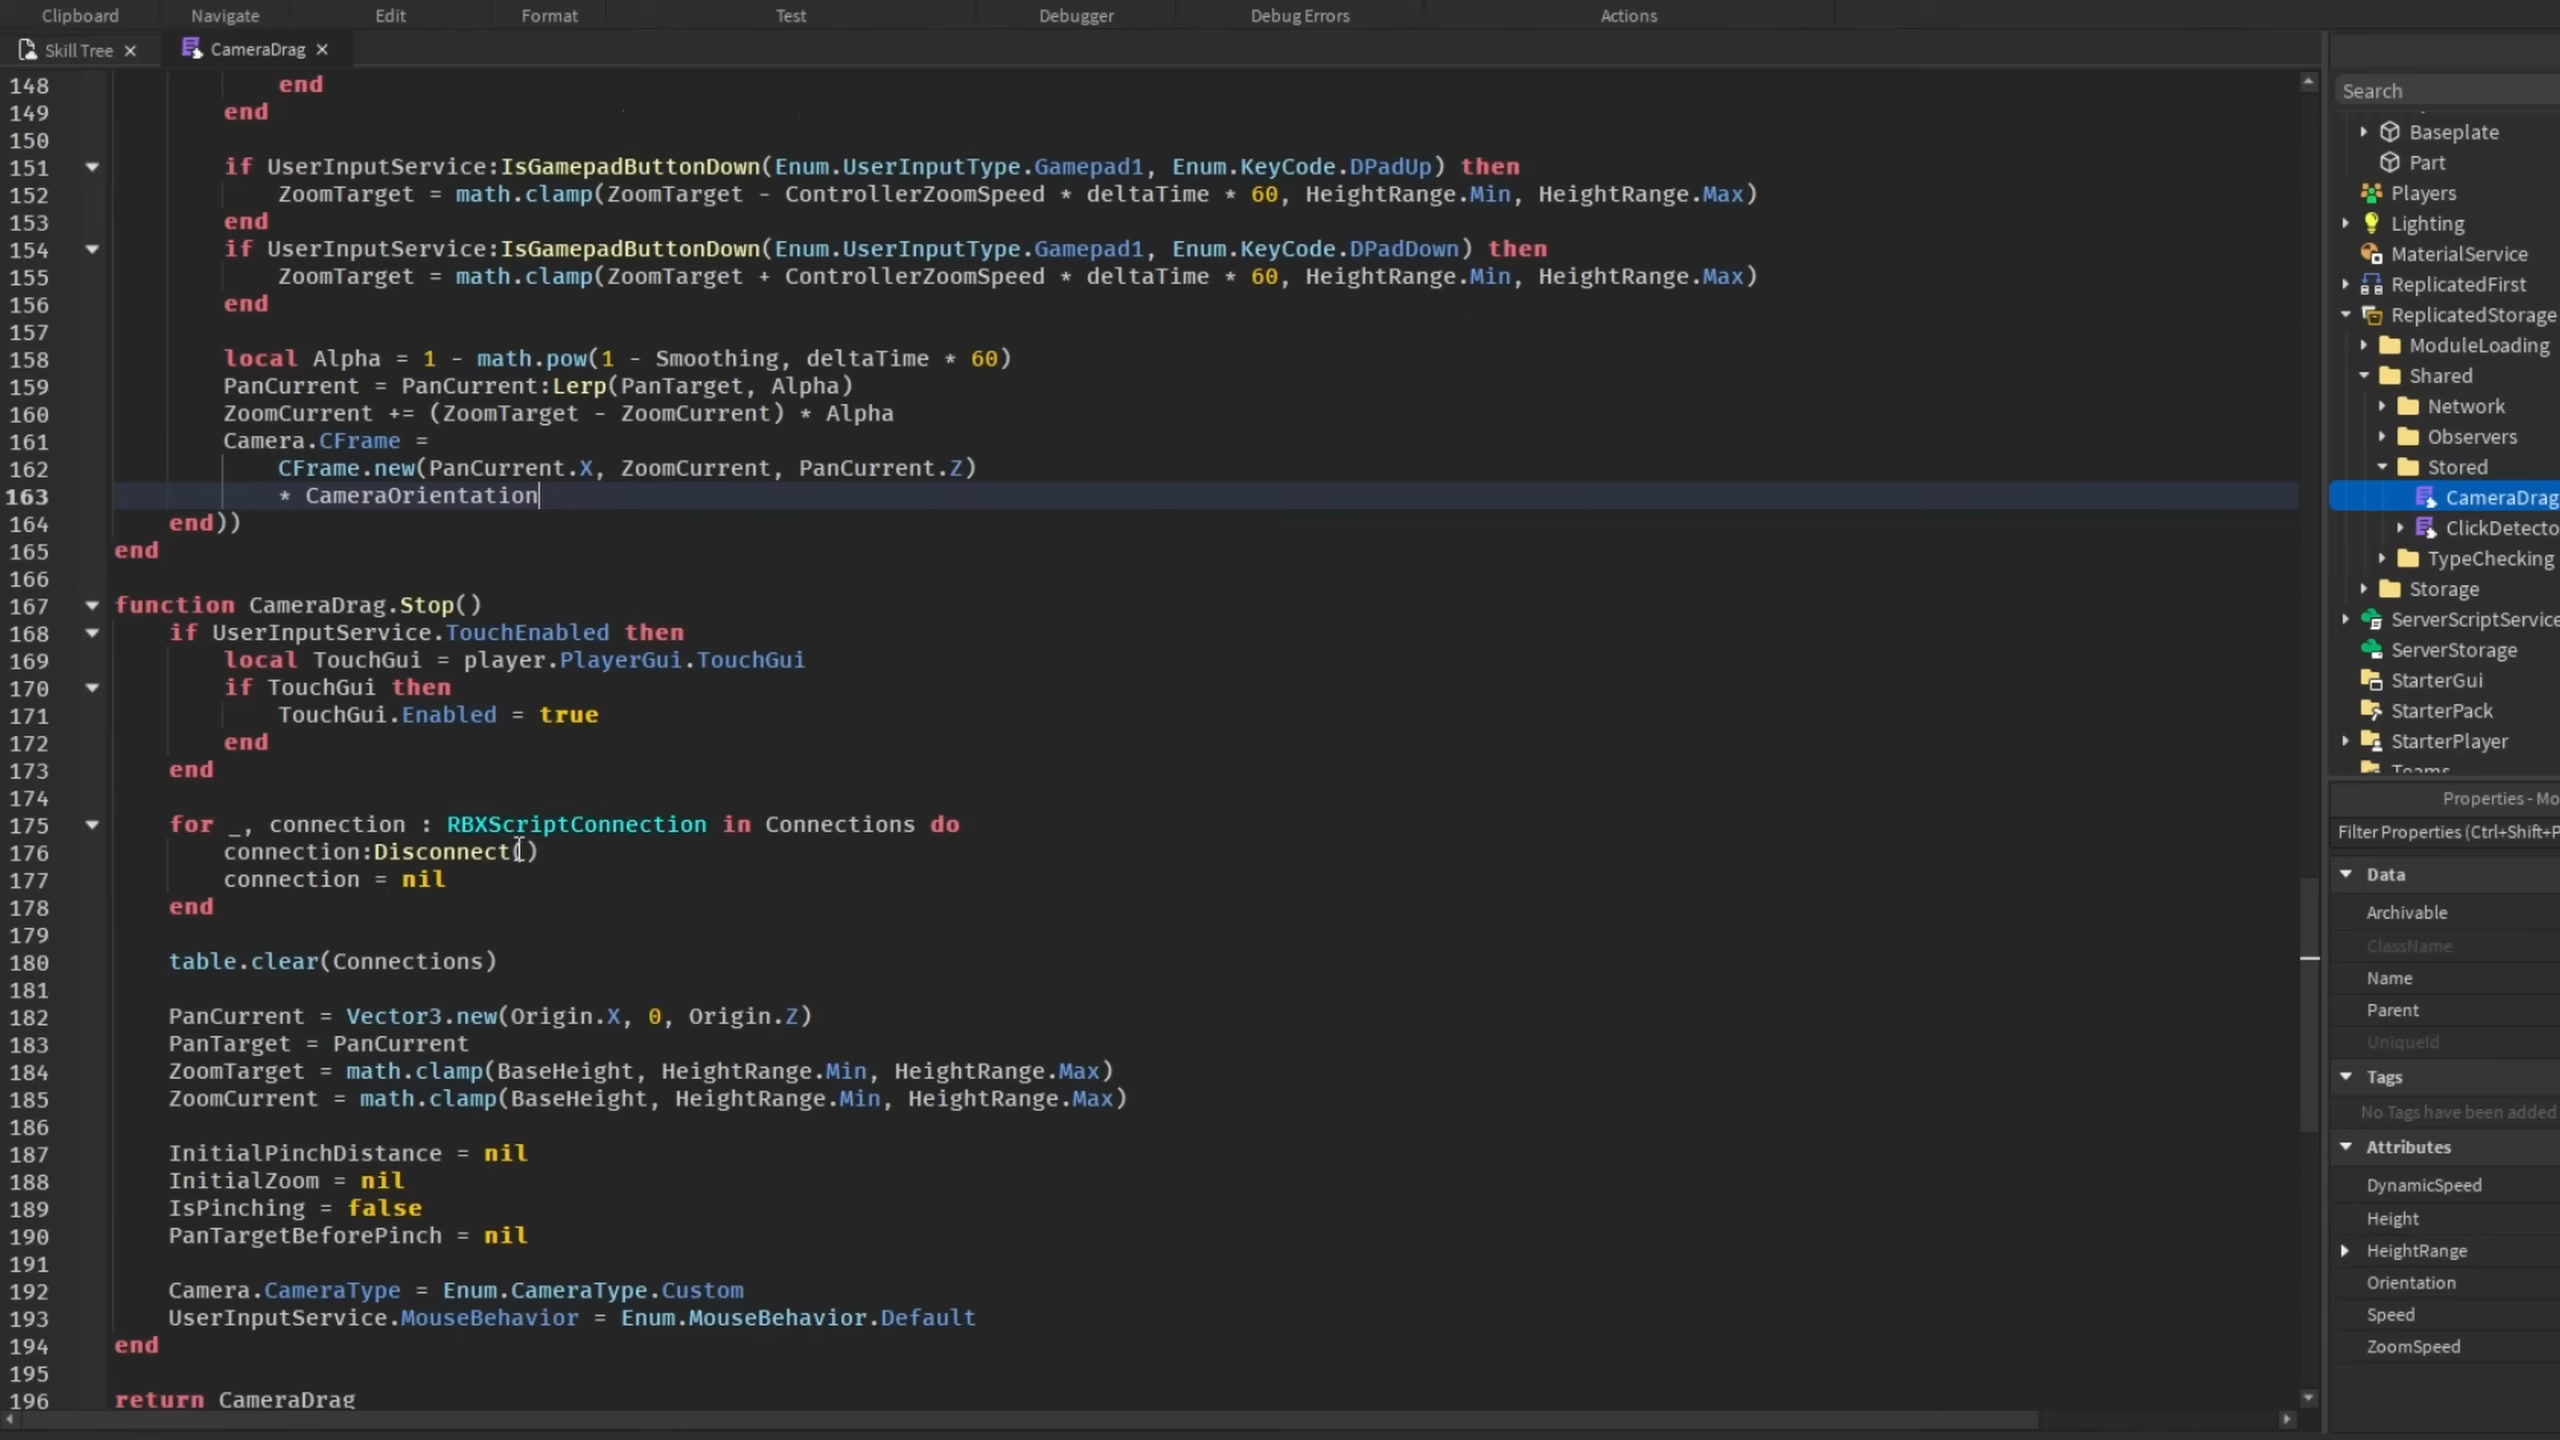 Clipboard Navigate Edit Format Test Debugger Debug Errors Actions
Skill Tree CameraDrag
148 end
149 end
150
151 if UserInputService:IsGamepadButtonDown(Enum.UserInputType.Gamepad1, Enum.KeyCode.DPadUp) then
152 ZoomTarget = math.clamp(ZoomTarget - ControllerZoomSpeed * deltaTime * 60, HeightRange.Min, HeightRange.Max)
153 end
154 if UserInputService:IsGamepadButtonDown(Enum.UserInputType.Gamepad1, Enum.KeyCode.DPadDown) then
155 ZoomTarget = math.clamp(ZoomTarget + ControllerZoomSpeed * deltaTime * 60, HeightRange.Min, HeightRange.Max)
156 end
157
158 local Alpha = 1 - math.pow(1 - Smoothing, deltaTime * 60)
159 PanCurrent = PanCurrent:Lerp(PanTarget, Alpha)
160 ZoomCurrent += (ZoomTarget - ZoomCurrent) * Alpha
161 Camera.CFrame =
162 CFrame.new(PanCurrent.X, ZoomCurrent, PanCurrent.Z)
163 * CameraOrientation
164 end))
165 end
166
167 function CameraDrag.Stop()
168 if UserInputService.TouchEnabled then
169 local TouchGui = player.PlayerGui.TouchGui
170 if TouchGui then
171 TouchGui.Enabled = true
172 end
173 end
174
175 for _, connection : RBXScriptConnection in Connections do
176 connection:Disconnect()
177 connection = nil
178 end
179
180 table.clear(Connections)
181
182 PanCurrent = Vector3.new(Origin.X, 0, Origin.Z)
183 PanTarget = PanCurrent
184 ZoomTarget = math.clamp(BaseHeight, HeightRange.Min, HeightRange.Max)
185 ZoomCurrent = math.clamp(BaseHeight, HeightRange.Min, HeightRange.Max)
186
187 InitialPinchDistance = nil
188 InitialZoom = nil
189 IsPinching = false
190 PanTargetBeforePinch = nil
191
192 Camera.CameraType = Enum.CameraType.Custom
193 UserInputService.MouseBehavior = Enum.MouseBehavior.Default
194 end
195
196 return CameraDrag
Search
Baseplate
Part
Players
Lighting
MaterialService
ReplicatedFirst
ReplicatedStorage
ModuleLoading
Shared
Network
Observers
Stored
CameraDrag
ClickDetecto
TypeChecking
Storage
ServerScriptService
ServerStorage
StarterGui
StarterPack
StarterPlayer
Teams
Properties - Mo
Filter Properties (Ctrl+Shift+P
Data
Archivable
ClassName
Name
Parent
UniqueId
Tags
No Tags have been added
Attributes
DynamicSpeed
Height
HeightRange
Orientation
Speed
ZoomSpeed